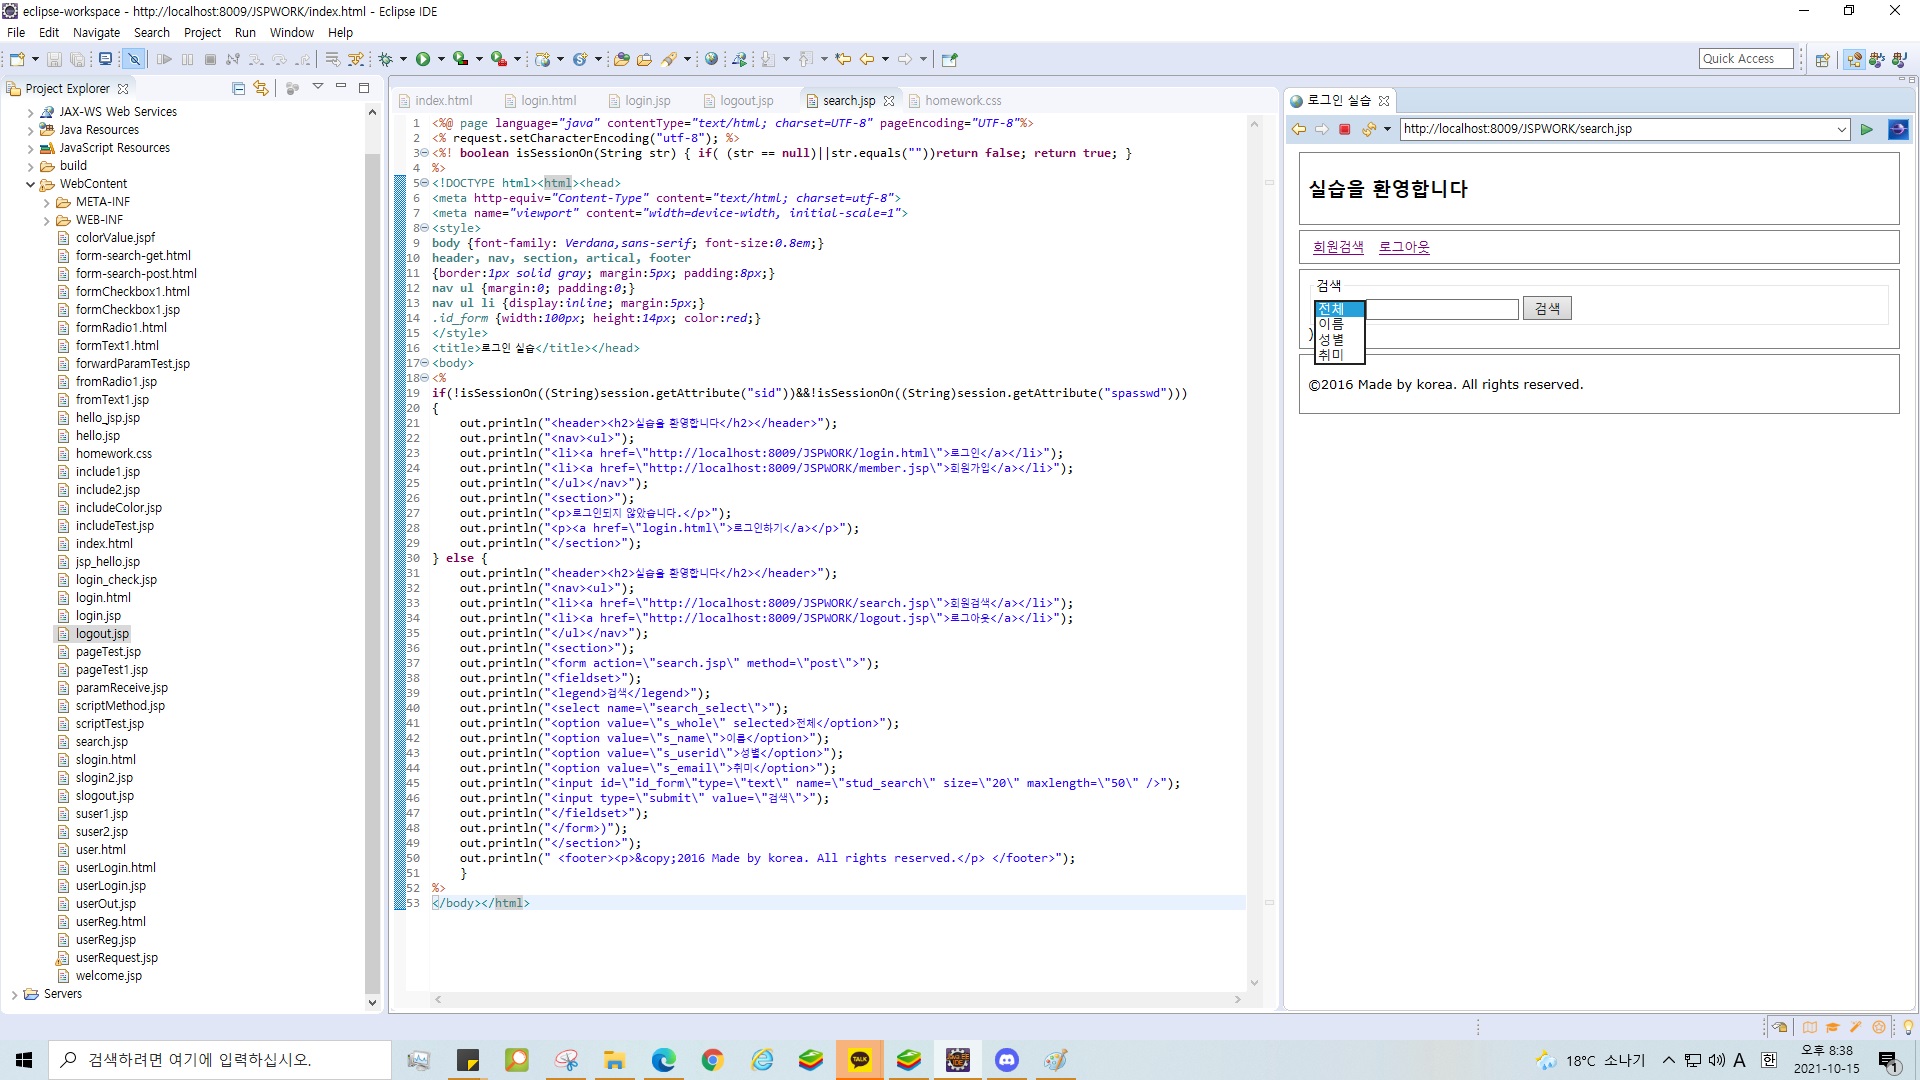 eclipse-workspace - http://localhost:8009/JSPWORK/index.html - Eclipse IDE
File Edit Navigate Search Project Run Window Help
Quick Access
Project Explorer
JAX-WS Web Services
Java Resources
JavaScript Resources
build
WebContent
META-INF
WEB-INF
colorValue.jspf
form-search-get.html
form-search-post.html
formCheckbox1.html
formCheckbox1.jsp
formRadio1.html
formText1.html
forwardParamTest.jsp
fromRadio1.jsp
fromText1.jsp
hello_jsp.jsp
hello.jsp
homework.css
include1.jsp
include2.jsp
includeColor.jsp
includeTest.jsp
index.html
jsp_hello.jsp
login_check.jsp
login.html
login.jsp
logout.jsp
pageTest.jsp
pageTest1.jsp
paramReceive.jsp
scriptMethod.jsp
scriptTest.jsp
search.jsp
slogin.html
slogin2.jsp
slogout.jsp
suser1.jsp
suser2.jsp
user.html
userLogin.html
userLogin.jsp
userOut.jsp
userReg.html
userReg.jsp
userRequest.jsp
welcome.jsp
Servers
index.html login.html login.jsp logout.jsp search.jsp homework.css
1 <%@ page language="java" contentType="text/html; charset=UTF-8" pageEncoding="UTF-8"%>
2 <% request.setCharacterEncoding("utf-8"); %>
3 <%! boolean isSessionOn(String str) { if( (str == null)||str.equals(""))return false; return true; }
4 %>
5 <!DOCTYPE html><html><head>
6 <meta http-equiv="Content-Type" content="text/html; charset=utf-8">
7 <meta name="viewport" content="width=device-width, initial-scale=1">
8 <style>
9 body {font-family: Verdana,sans-serif; font-size:0.8em;}
10 header, nav, section, artical, footer
11 {border:1px solid gray; margin:5px; padding:8px;}
12 nav ul {margin:0; padding:0;}
13 nav ul li {display:inline; margin:5px;}
14 .id_form {width:100px; height:14px; color:red;}
15 </style>
16 <title>로그인 실습</title></head>
17 <body>
18 <%
19 if(!isSessionOn((String)session.getAttribute("sid"))&&!isSessionOn((String)session.getAttribute("spasswd")))
20 {
21 out.println("<header><h2>실습을 환영합니다</h2></header>");
22 out.println("<nav><ul>");
23 out.println("<li><a href=\"http://localhost:8009/JSPWORK/login.html\">로그인</a></li>");
24 out.println("<li><a href=\"http://localhost:8009/JSPWORK/member.jsp\">회원가입</a></li>");
25 out.println("</ul></nav>");
26 out.println("<section>");
27 out.println("<p>로그인되지 않았습니다.</p>");
28 out.println("<p><a href=\"login.html\">로그인하기</a></p>");
29 out.println("</section>");
30 } else {
31 out.println("<header><h2>실습을 환영합니다</h2></header>");
32 out.println("<nav><ul>");
33 out.println("<li><a href=\"http://localhost:8009/JSPWORK/search.jsp\">회원검색</a></li>");
34 out.println("<li><a href=\"http://localhost:8009/JSPWORK/logout.jsp\">로그아웃</a></li>");
35 out.println("</ul></nav>");
36 out.println("<section>");
37 out.println("<form action=\"search.jsp\" method=\"post\">");
38 out.println("<fieldset>");
39 out.println("<legend>검색</legend>");
40 out.println("<select name=\"search_select\">");
41 out.println("<option value=\"s_whole\" selected>전체</option>");
42 out.println("<option value=\"s_name\">이름</option>");
43 out.println("<option value=\"s_userid\">성별</option>");
44 out.println("<option value=\"s_email\">취미</option>");
45 out.println("<input id=\"id_form\"type=\"text\" name=\"stud_search\" size=\"20\" maxlength=\"50\" />");
46 out.println("<input type=\"submit\" value=\"검색\">");
47 out.println("</fieldset>");
48 out.println("</form>)");
49 out.println("</section>");
50 out.println(" <footer><p>&copy;2016 Made by korea. All rights reserved.</p> </footer>");
51 }
52 %>
53 </body></html>
로그인 실습
http://localhost:8009/JSPWORK/search.jsp
실습을 환영합니다
회원검색 로그아웃
검색
전체 검색
이름
)
성별
취미
©2016 Made by korea. All rights reserved.
검색하려면 여기에 입력하십시오.
TALK
18°C 소나기
A
한
오후 8:38
2021-10-15
1